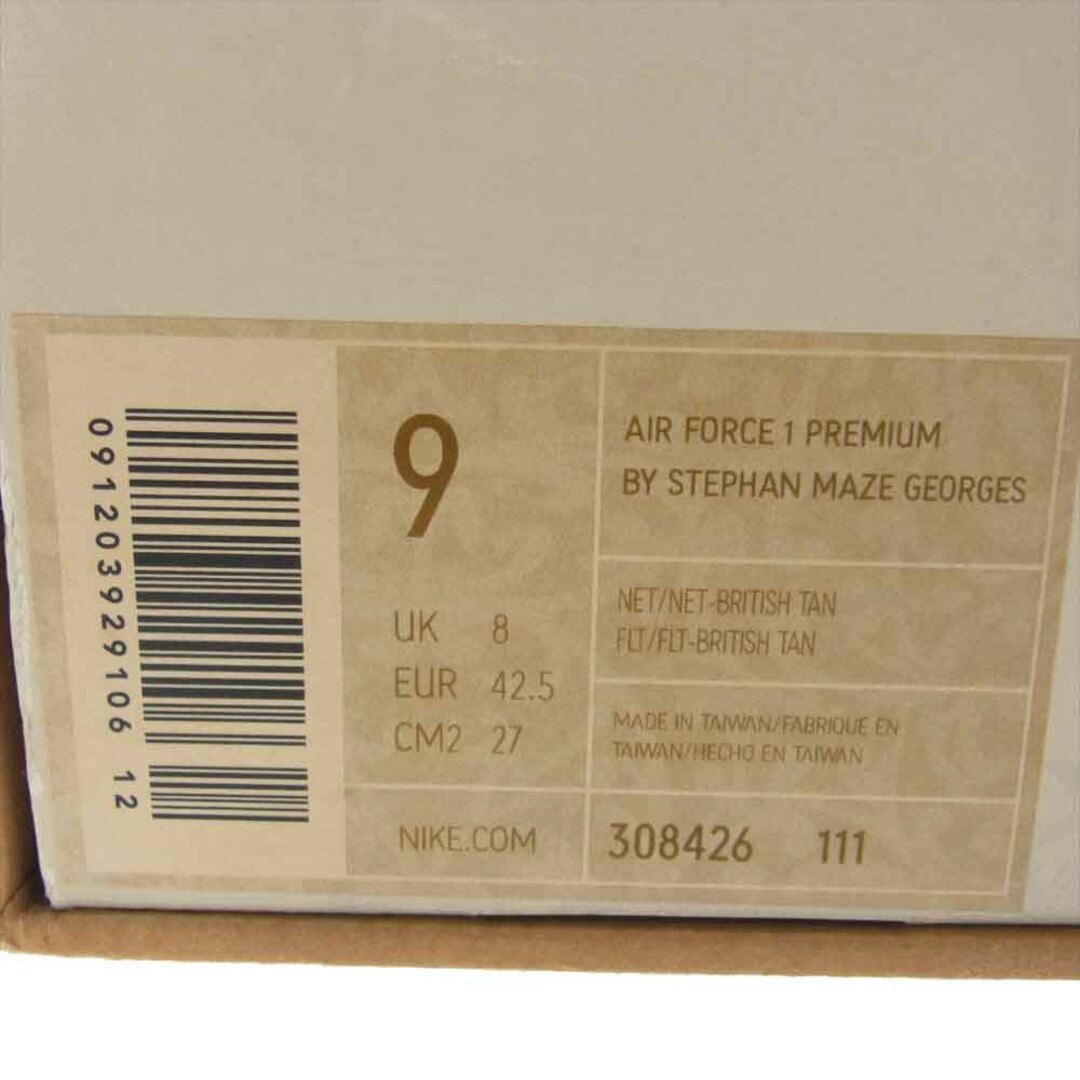 091203929106 12
9
UK 8
EUR 42.5
CM2 27
NIKE.COM
AIR FORCE 1 PREMIUM
BY STEPHAN MAZE GEORGES
NET/NET-BRITISH TAN
FLT/FLT-BRITISH TAN
MADE IN TAIWAN/FABRIQUE EN
TAIWAN/HECHO EN TAIWAN
308426 111